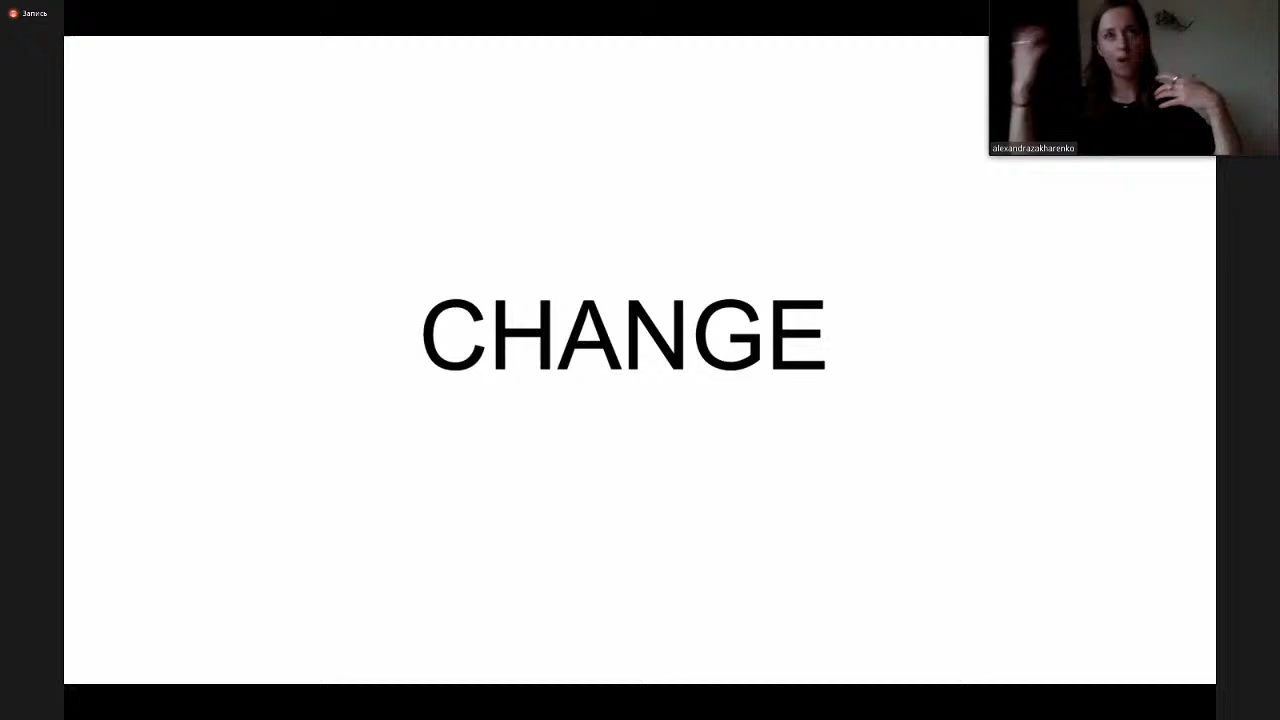 Запись
alexandrazakharenko
CHANGE